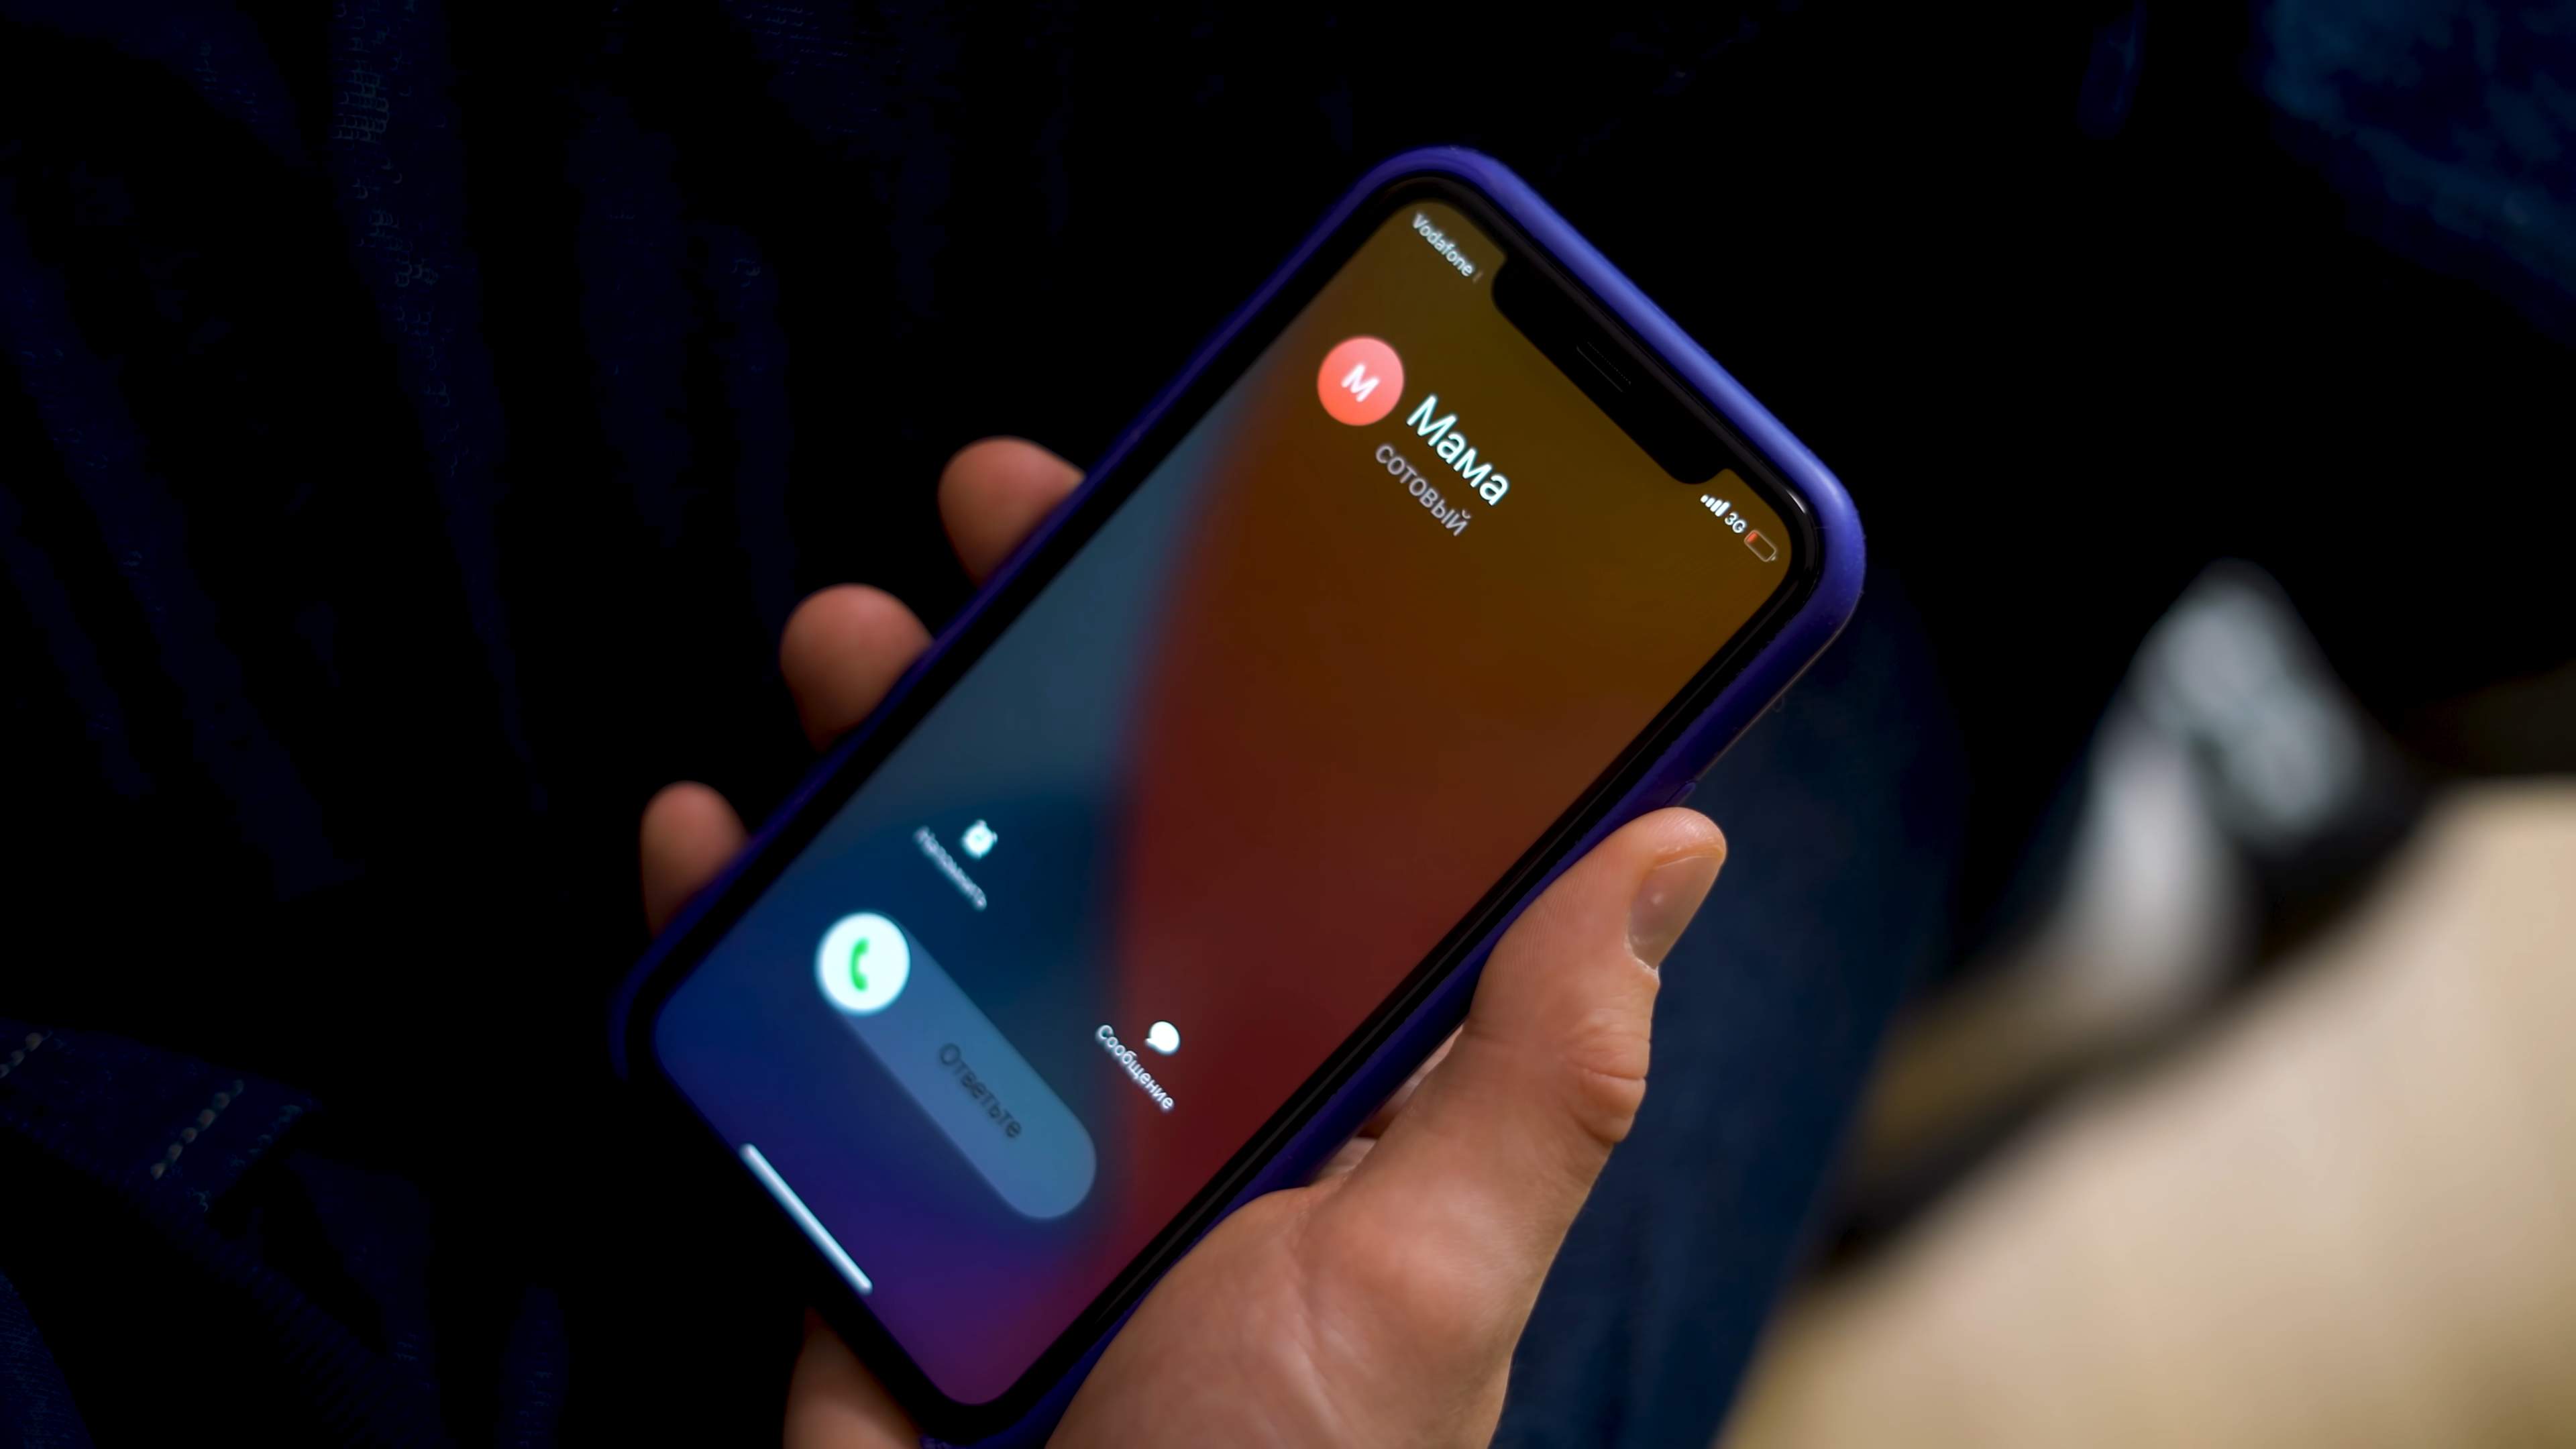 Vodafone
3G
М
Мама
сотовый
Напомнить
Сообщение
Ответьте